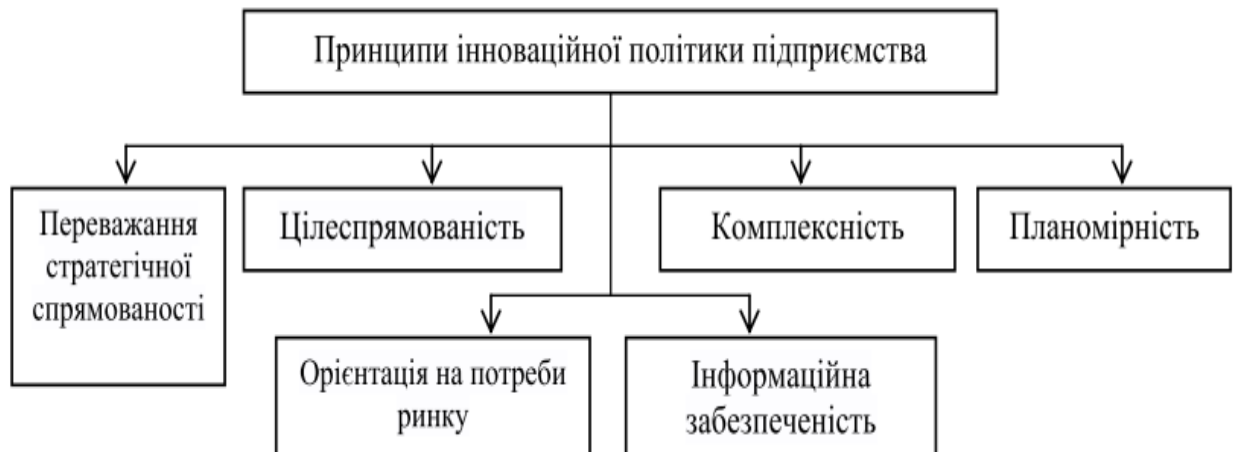 Принципи інноваційної політики підприємства
Переважання
стратегічної
спрямованості
Цілеспрямованість
Комплексність
Планомірність
Орієнтація на потреби
ринку
Інформаційна
забезпеченість